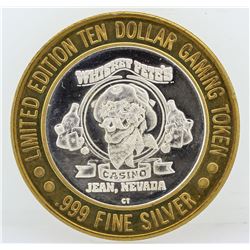 LIMITED EDITION TEN DOLLAR GAMING TOKEN
WHISKEY PETE'S
CASINO
JEAN, NEVADA
CT
.999 FINE SILVER